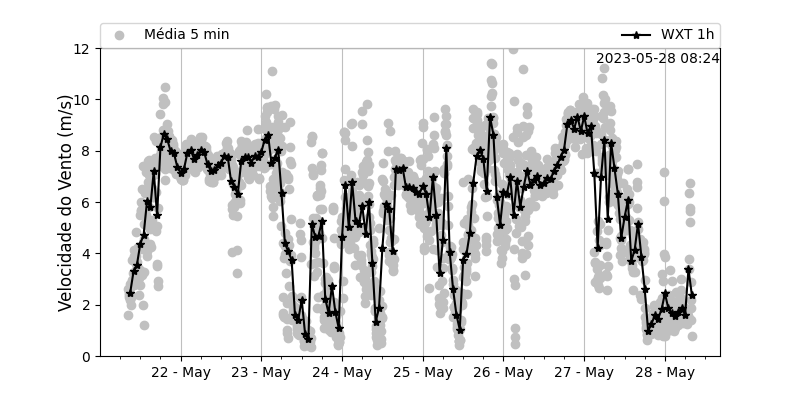 Média 5 min
WXT 1h
2023-05-28 08:24
Velocidade do Vento (m/s)
12
10
8
6
4
2
0
22 - May
23 - May
24 - May
25 - May
26 - May
27 - May
28 - May